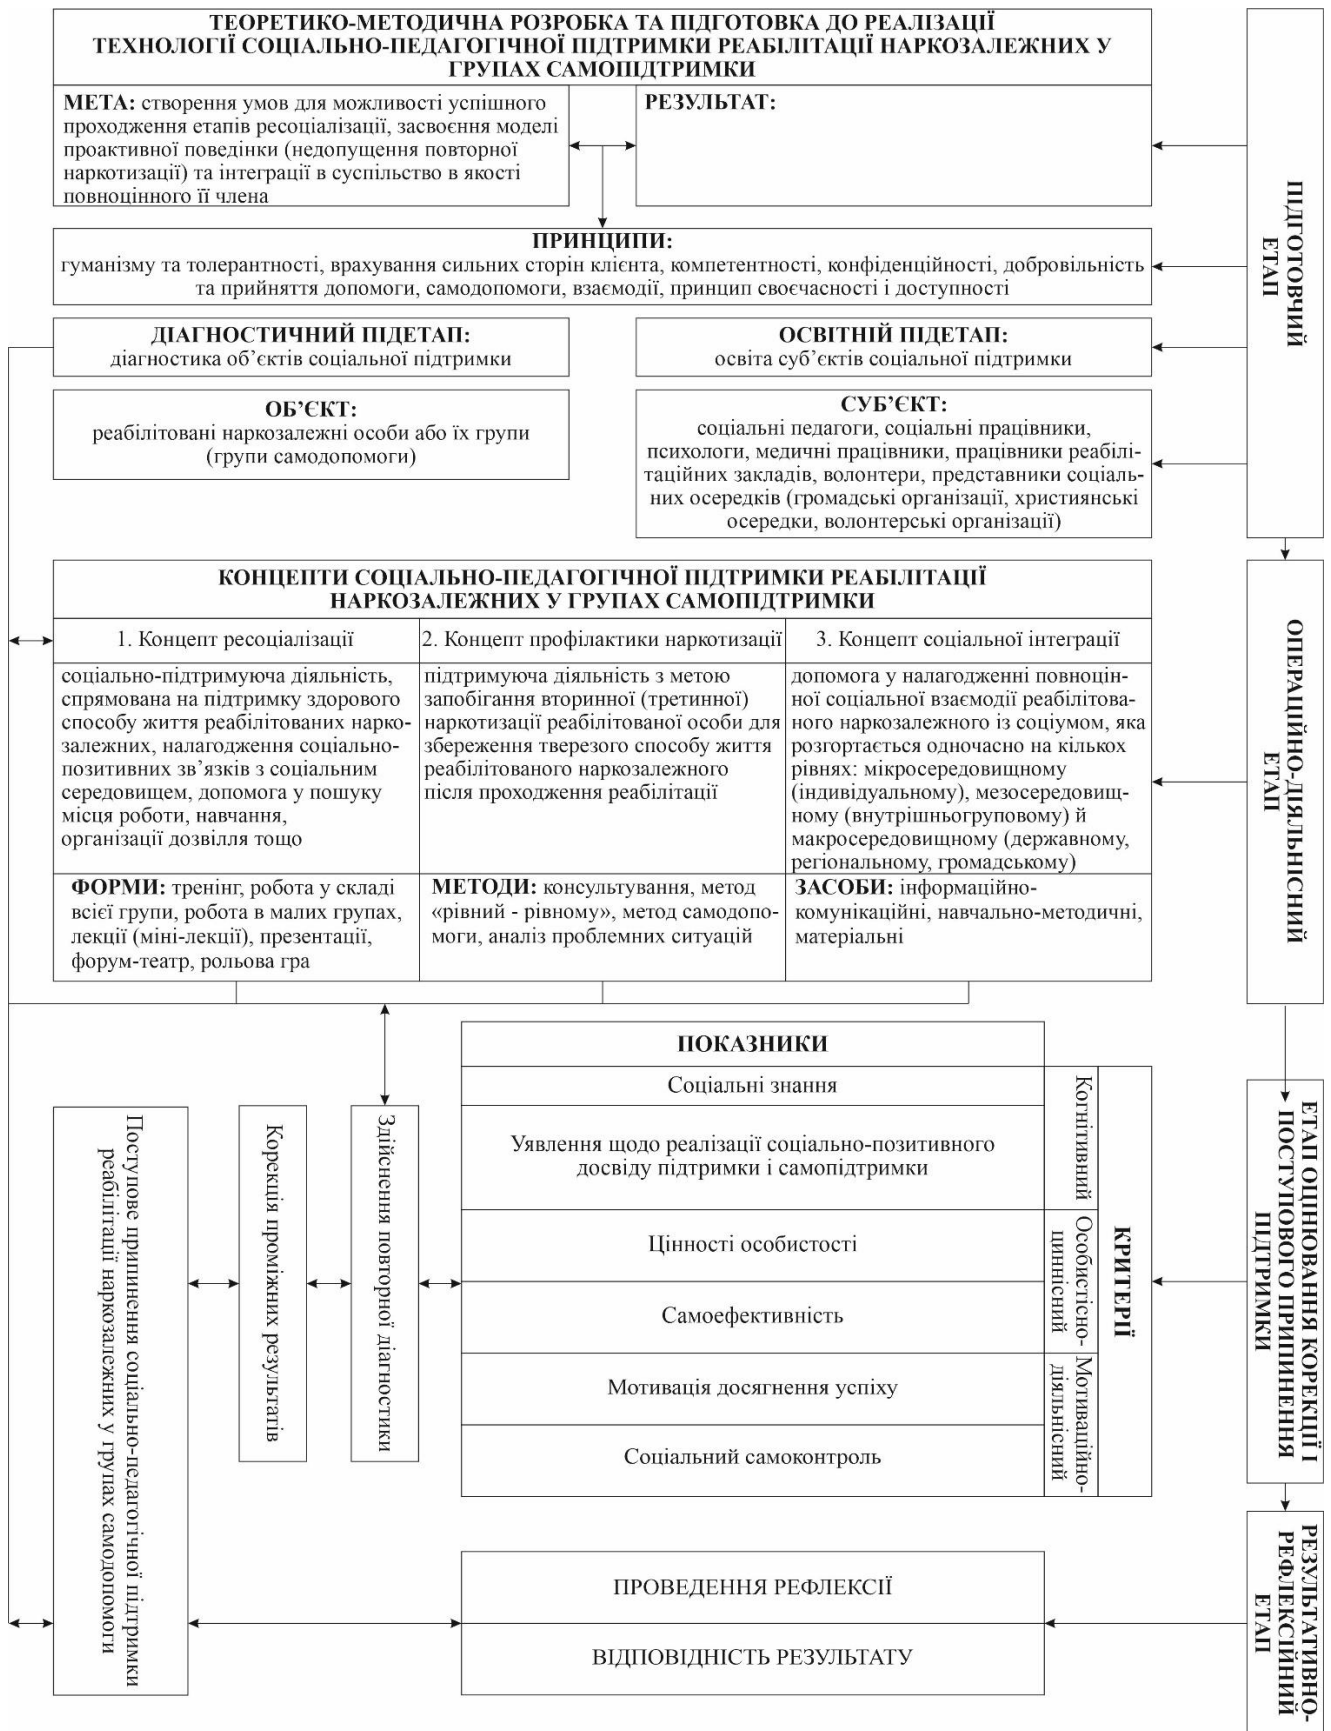 ТЕОРЕТИКО-МЕТОДИЧНА РОЗРОБКА ТА ПІДГОТОВКА ДО РЕАЛІЗАЦІЇ
ТЕХНОЛОГІЇ СОЦІАЛЬНО-ПЕДАГОГІЧНОЇ ПІДТРИМКИ РЕАБІЛІТАЦІЇ НАРКОЗАЛЕЖНИХ У
ГРУПАХ САМОПІДТРИМКИ
МЕТА: створення умов для можливості успішного
проходження етапів ресоціалізації, засвоєння моделі
проактивної поведінки (недопущення повторної
наркотизації) та інтеграції в суспільство в якості
повноцінного її члена
РЕЗУЛЬТАТ:
ПРИНЦИПИ:
гуманізму та толерантності, врахування сильних сторін клієнта, компетентності, конфіденційності, добровільність
та прийняття допомоги, самодопомоги, взаємодії, принцип своєчасності і доступності
ДІАГНОСТИЧНИЙ ПІДЕТАП:
діагностика об’єктів соціальної підтримки
ОСВІТНІЙ ПІДЕТАП:
освіта суб’єктів соціальної підтримки
ОБ’ЄКТ:
реабілітовані наркозалежні особи або їх групи
(групи самодопомоги)
СУБ’ЄКТ:
соціальні педагоги, соціальні працівники,
психологи, медичні працівники, працівники реабілі-
таційних закладів, волонтери, представники соціаль-
них осередків (громадські організації, християнські
осередки, волонтерські організації)
ПІДГОТОВЧИЙ
ЕТАП
КОНЦЕПТИ СОЦІАЛЬНО-ПЕДАГОГІЧНОЇ ПІДТРИМКИ РЕАБІЛІТАЦІЇ
НАРКОЗАЛЕЖНИХ У ГРУПАХ САМОПІДТРИМКИ
1. Концепт ресоціалізації
соціально-підтримуюча діяльність,
спрямована на підтримку здорового
способу життя реабілітованих нарко-
залежних, налагодження соціально-
позитивних зв’язків з соціальним
середовищем, допомога у пошуку
місця роботи, навчання,
організації дозвілля тощо
2. Концепт профілактики наркотизації
підтримуюча діяльність з метою
запобігання вторинної (третинної)
наркотизації реабілітованої особи для
збереження тверезого способу життя
реабілітованого наркозалежного
після проходження реабілітації
3. Концепт соціальної інтеграції
допомога у налагодженні повноцін-
ної соціальної взаємодії реабілітова-
ного наркозалежного із соціумом, яка
розгортається одночасно на кількох
рівнях: мікросередовищному
(індивідуальному), мезосередовищ-
ному (внутрішньогруповому) й
макросередовищному (державному,
регіональному, громадському)
ФОРМИ: тренінг, робота у складі
всієї групи, робота в малих групах,
лекції (міні-лекції), презентації,
форум-театр, рольова гра
МЕТОДИ: консультування, метод
«рівний - рівному», метод самодопо-
моги, аналіз проблемних ситуацій
ЗАСОБИ: інформаційно-
комунікаційні, навчально-методичні,
матеріальні
ОПЕРАЦІЙНО-ДІЯЛЬНІСНИЙ
ЕТАП
Поступове припинення соціально-педагогічної підтримки
реабілітації наркозалежних у групах самодопомоги
Корекція проміжних результатів
Здійснення повторної діагностики
ПОКАЗНИКИ
Соціальні знання
Уявлення щодо реалізації соціально-позитивного
досвіду підтримки і самопідтримки
Цінності особистості
Самоефективність
Мотивація досягнення успіху
Соціальний самоконтроль
Когнітивний
Особистісно-
циннісний
Мотиваційно-
діяльнісний
КРИТЕРІЇ
ЕТАП ОЦІНЮВАННЯ КОРЕКЦІЇ І
ПОСТУПОВОГО ПРИПИНЕННЯ
ПІДТРИМКИ
ПРОВЕДЕННЯ РЕФЛЕКСІЇ
ВІДПОВІДНІСТЬ РЕЗУЛЬТАТУ
РЕЗУЛЬТАТИВНО-
РЕФЛЕКСІЙНИЙ
ЕТАП